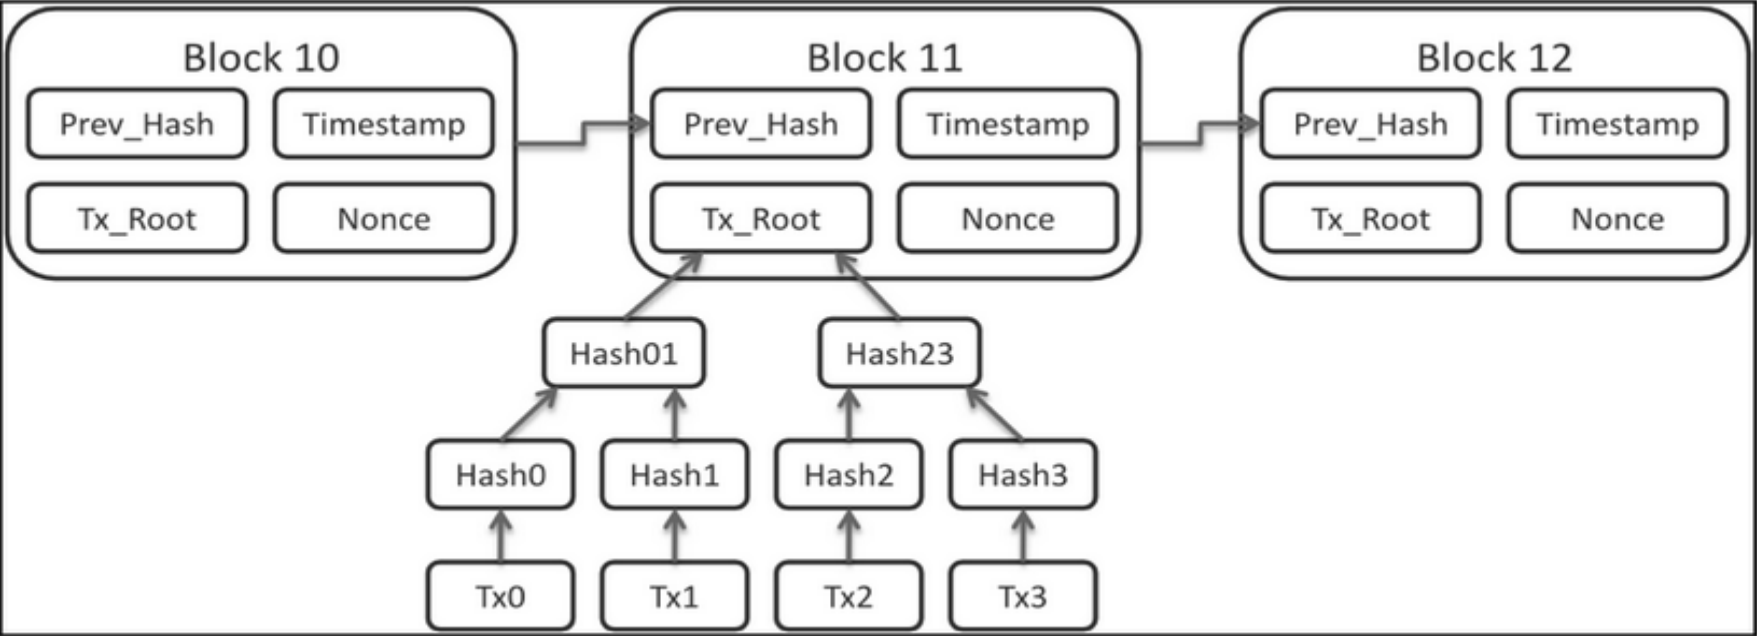 Block 10
Block 11
Block 12
Prev_Hash
Timestamp
Prev_Hash
Timestamp
Prev_Hash
Timestamp
Tx_Root
Nonce
Tx_Root
Nonce
Tx_Root
Nonce
Hash01
Hash23
Hash0
Hash1
Hash2
Hash3
Tx0
Tx1
Tx2
Tx3